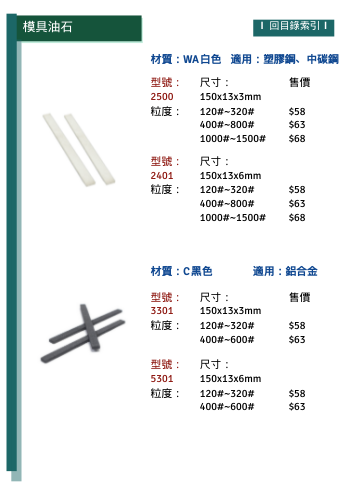 模具油石
回目錄索引
材質：WA白色 適用：塑膠鋼、中碳鋼
型號： 尺寸： 售價
2500 150x13x3mm
粒度： 120#~320# $58
400#~800# $63
1000#~1500# $68
型號： 尺寸：
2401 150x13x6mm
粒度： 120#~320# $58
400#~800# $63
1000#~1500# $68
材質：C黑色 適用：鋁合金
型號： 尺寸： 售價
3301 150x13x3mm
粒度： 120#~320# $58
400#~600# $63
型號： 尺寸：
5301 150x13x6mm
粒度： 120#~320# $58
400#~600# $63